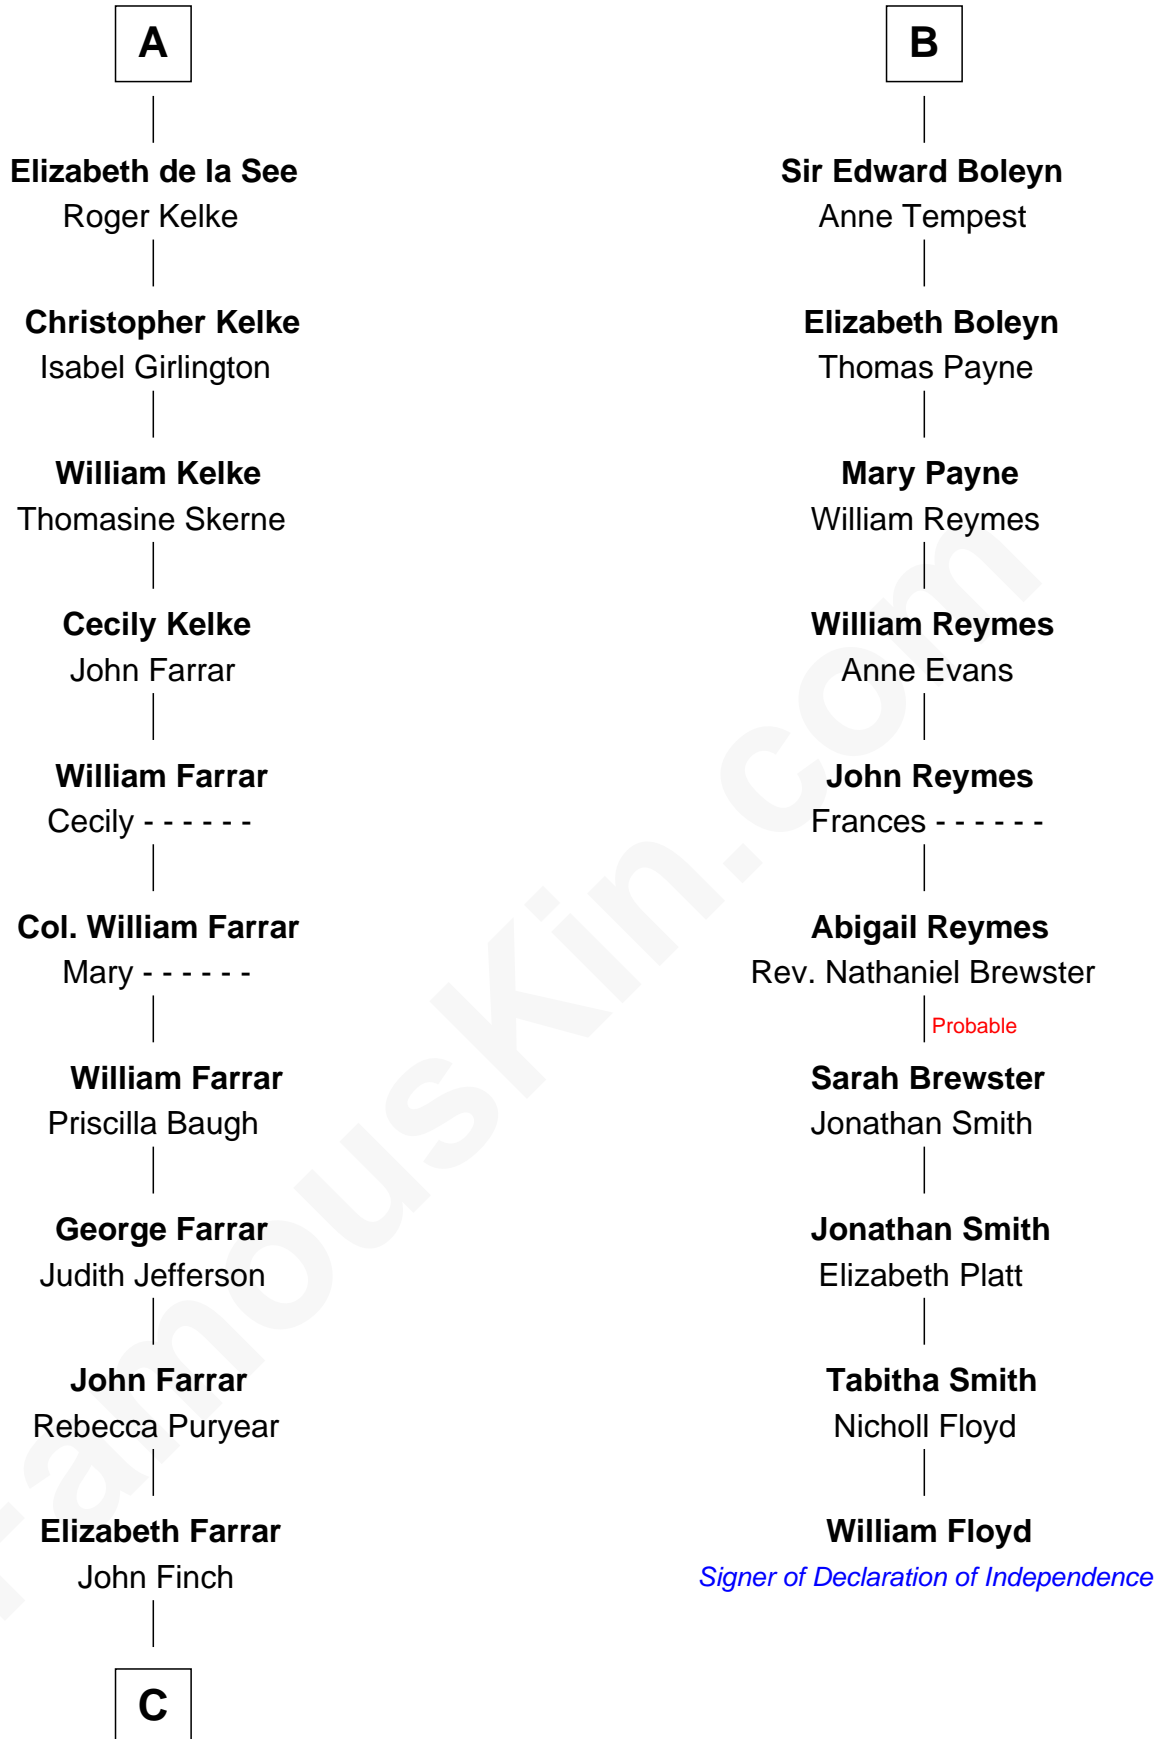 A
Elizabeth de la See
Roger Kelke
Christopher Kelke
Isabel Girlington
William Kelke
Thomasine Skerne
Cecily Kelke
John Farrar
William Farrar
Cecily - - - - - -
Col. William Farrar
Mary - - - - - -
William Farrar
Priscilla Baugh
George Farrar
Judith Jefferson
John Farrar
Rebecca Puryear
Elizabeth Farrar
John Finch
C
B
Sir Edward Boleyn
Anne Tempest
Elizabeth Boleyn
Thomas Payne
Mary Payne
William Reymes
William Reymes
Anne Evans
John Reymes
Frances - - - - - -
Abigail Reymes
Rev. Nathaniel Brewster
Probable
Sarah Brewster
Jonathan Smith
Jonathan Smith
Elizabeth Platt
Tabitha Smith
Nicholl Floyd
William Floyd
Signer of Declaration of Independence
FamousKin.com